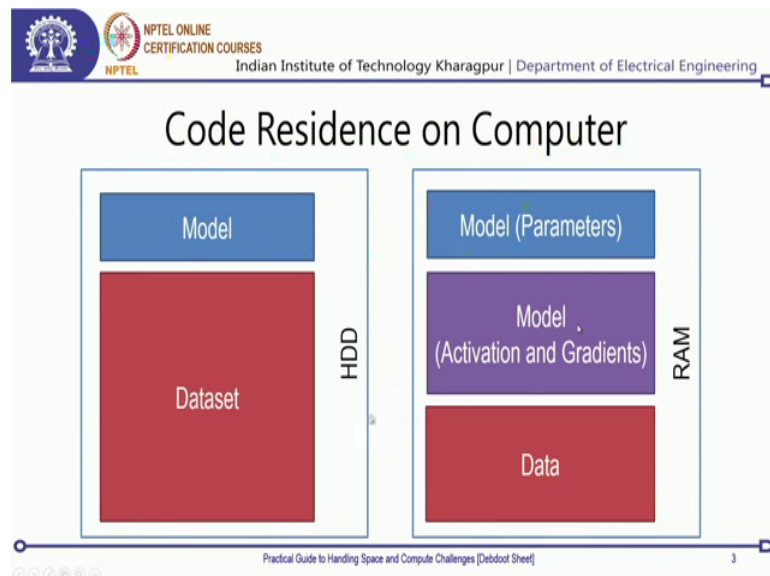 NPTEL ONLINE
CERTIFICATION COURSES
NPTEL
Indian Institute of Technology Kharagpur | Department of Electrical Engineering
Code Residence on Computer
Model
Dataset
HDD
Model (Parameters)
Model
(Activation and Gradients)
Data
RAM
Practical Guide to Handling Space and Compute Challenges [Debdoot Sheet]
3